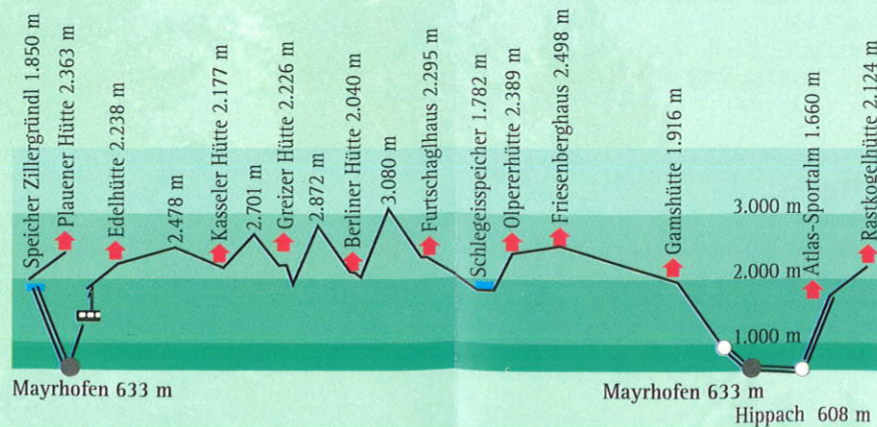 Speicher Zillergründl 1.850 m
Plauener Hütte 2.363 m
Edelhütte 2.238 m
2.478 m
Kasseler Hütte 2.177 m
2.701 m
Greizer Hütte 2.226 m
2.872 m
Berliner Hütte 2.040 m
3.080 m
Furtschaglhaus 2.295 m
Schlegeisspeicher 1.782 m
Olpererhütte 2.389 m
Friesenberghaus 2.498 m
Gamshütte 1.916 m
Atlas-Sportalm 1.660 m
Rastkogelhütte 2.124 m
3.000 m
2.000 m
1.000 m
Mayrhofen 633 m
Mayrhofen 633 m
Hippach 608 m